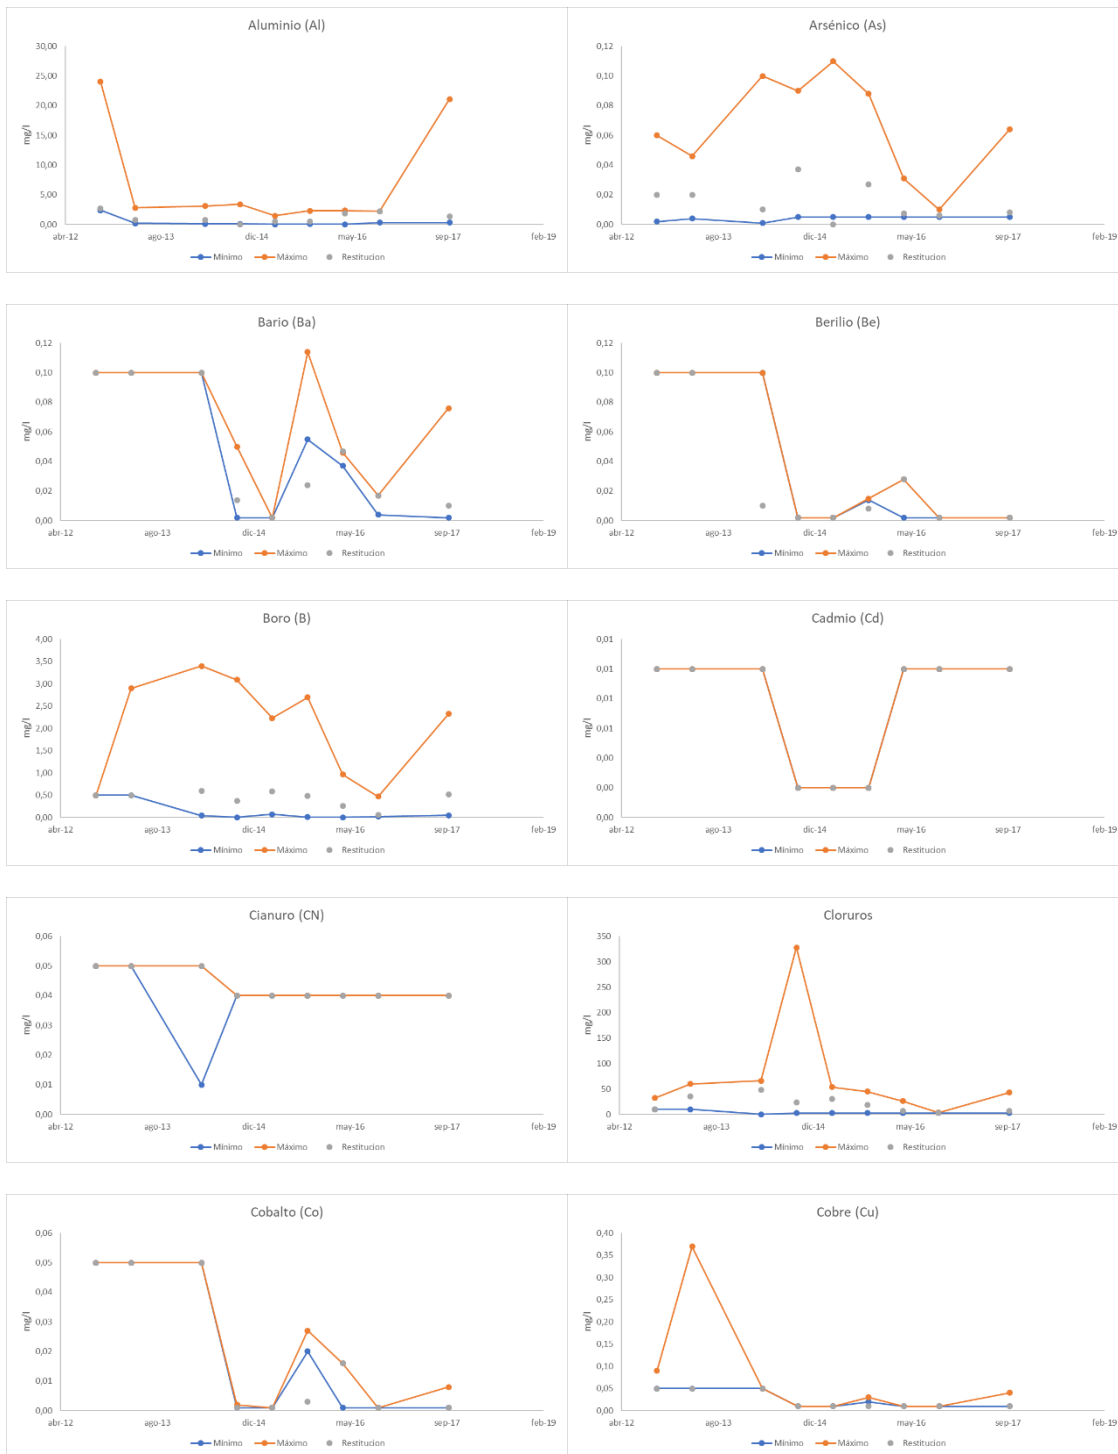 Aluminio (Al)
30,00
25,00
20,00
15,00
10,00
5,00
0,00
mg/l
abr-12 ago-13 dic-14 may-16 sep-17 feb-19
Mínimo Máximo Restitucion
Arsénico (As)
0,12
0,10
0,08
0,06
0,04
0,02
0,00
mg/l
abr-12 ago-13 dic-14 may-16 sep-17 feb-19
Mínimo Máximo Restitucion
Bario (Ba)
0,12
0,10
0,08
0,06
0,04
0,02
0,00
mg/l
abr-12 ago-13 dic-14 may-16 sep-17 feb-19
Mínimo Máximo Restitucion
Berilio (Be)
0,12
0,10
0,08
0,06
0,04
0,02
0,00
mg/l
abr-12 ago-13 dic-14 may-16 sep-17 feb-19
Mínimo Máximo Restitucion
Boro (B)
4,00
3,50
3,00
2,50
2,00
1,50
1,00
0,50
0,00
mg/l
abr-12 ago-13 dic-14 may-16 sep-17 feb-19
Mínimo Máximo Restitucion
Cadmio (Cd)
0,01
0,01
0,01
0,01
0,00
0,00
0,00
mg/l
abr-12 ago-13 dic-14 may-16 sep-17 feb-19
Mínimo Máximo Restitucion
Cianuro (CN)
0,06
0,05
0,04
0,03
0,02
0,01
0,00
mg/l
abr-12 ago-13 dic-14 may-16 sep-17 feb-19
Mínimo Máximo Restitucion
Cloruros
350
300
250
200
150
100
50
0
mg/l
abr-12 ago-13 dic-14 may-16 sep-17 feb-19
Mínimo Máximo Restitucion
Cobalto (Co)
0,06
0,05
0,04
0,03
0,02
0,01
0,00
mg/l
abr-12 ago-13 dic-14 may-16 sep-17 feb-19
Mínimo Máximo Restitucion
Cobre (Cu)
0,40
0,35
0,30
0,25
0,20
0,15
0,10
0,05
0,00
mg/l
abr-12 ago-13 dic-14 may-16 sep-17 feb-19
Mínimo Máximo Restitucion